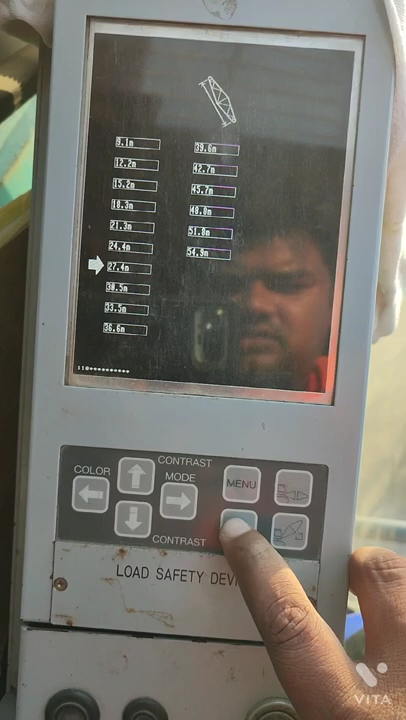 9.1m
12.2m
15.2m
18.3m
21.3m
24.4m
27.4m
30.5m
33.5m
36.6m
39.6m
42.7m
45.7m
48.8m
51.8m
54.9m
COLOR
CONTRAST
MODE
MENU
CONTRAST
LOAD SAFETY DEVI
VITA